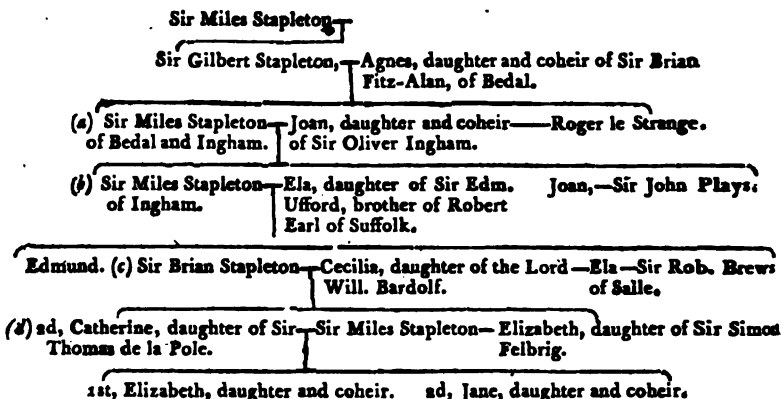 Sir Miles Stapleton
Sir Gilbert Stapleton, Agnes, daughter and coheir of Sir Brian
Fitz-Alan, of Bedal.
(a) Sir Miles Stapleton Joan, daughter and coheir Roger le Strange.
of Bedal and Ingham. of Sir Oliver Ingham.
(b) Sir Miles Stapleton Ela, daughter of Sir Edm. Joan,—Sir John Plays.
of Ingham. Ufford, brother of Robert
Earl of Suffolk.
Edmund. (c) Sir Brian Stapleton Cecilia, daughter of the Lord —Ela—Sir Rob. Brews
Will. Bardolf. of Salle.
(d) 2d, Catherine, daughter of Sir Sir Miles Stapleton— Elizabeth, daughter of Sir Simon
Thomas de la Pole. Felbrig.
1st, Elizabeth, daughter and coheir. 2d, Jane, daughter and coheir.